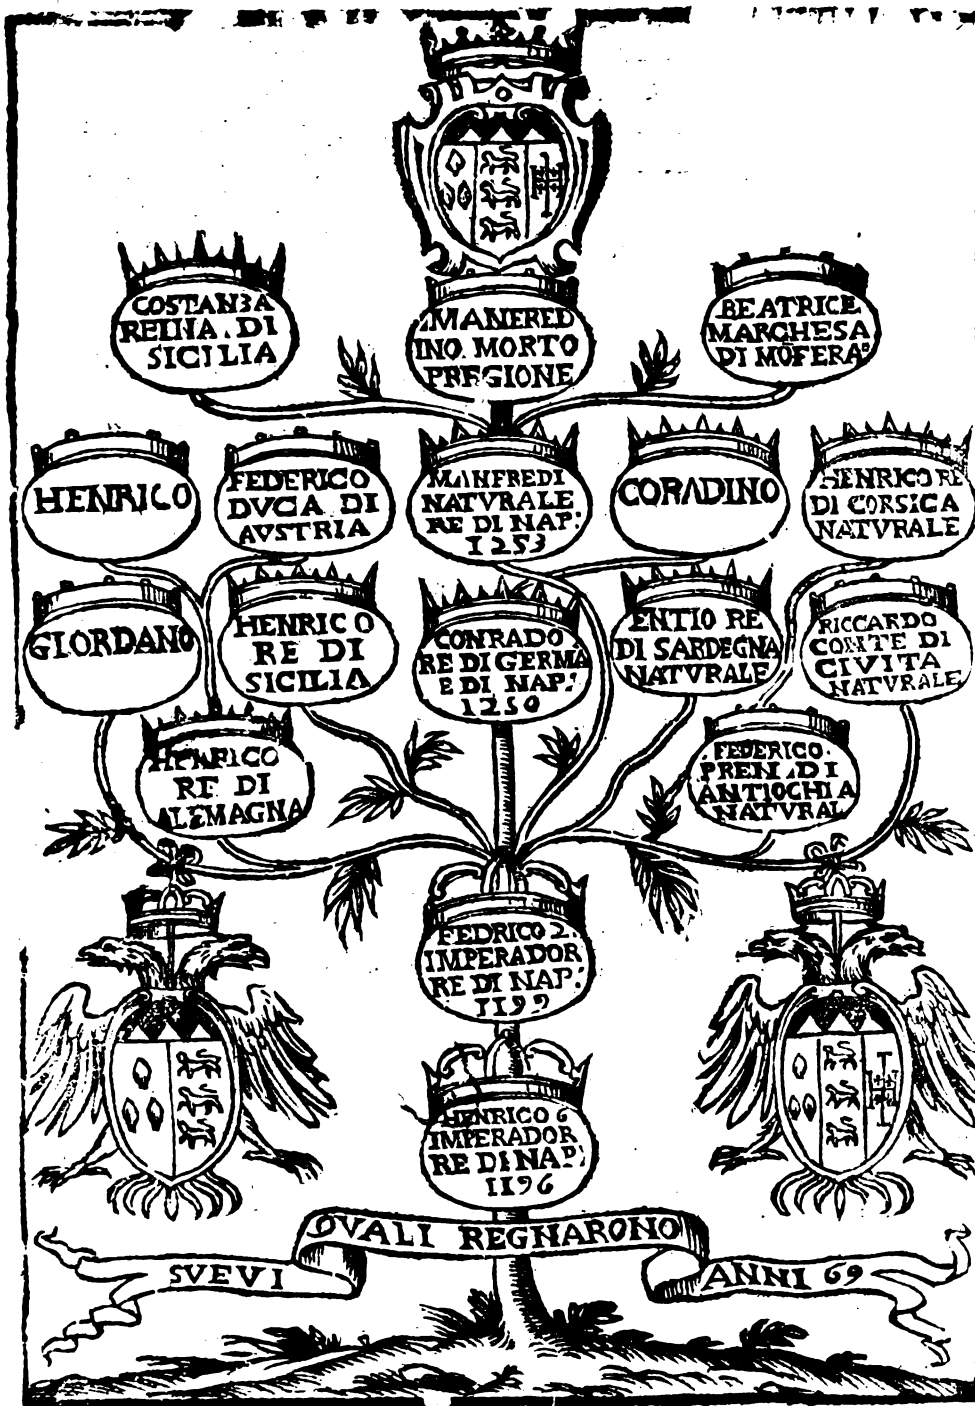 COSTANZA
REINA. DI
SICILIA
MANFRED
INO. MORTO
PREGIONE
BEATRICE
MARCHESA
DI MÕFERA
HENRICO
FEDERICO
DVCA DI
AVSTRIA
MANFREDI
NATVRALE
RE DI NAP:
1253
CORADINO
HENRICO RE
DI CORSICA
NATVRALE
GIORDANO
HENRICO
RE DI
SICILIA
CONRADO
RE DI GERMA
E DI NAP:
1250
ENTIO RE
DI SARDEGNA
NATVRALE
RICCARDO
CONTE DI
CIVITA
NATVRALE
HENRICO
RE DI
ALEMAGNA
FEDERICO.
PREN. DI
ANTIOCHIA
NATVRAL
FEDRICO 2.
IMPERADOR
RE DI NAP:
1199
HENRICO 6
IMPERADOR
RE DI NAP:
1196
SVEVI
QVALI REGNARONO
ANNI 69